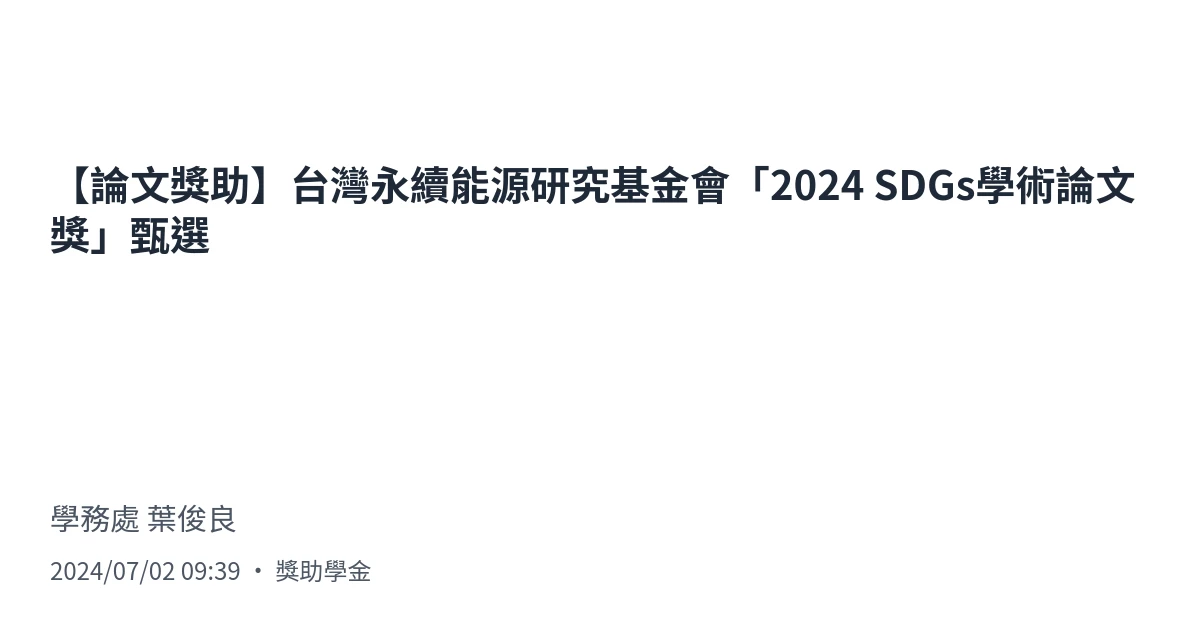 【論文獎助】台灣永續能源研究基金會「2024 SDGs學術論文
獎」甄選
學務處 葉俊良
2024/07/02 09:39 ・ 獎助學金